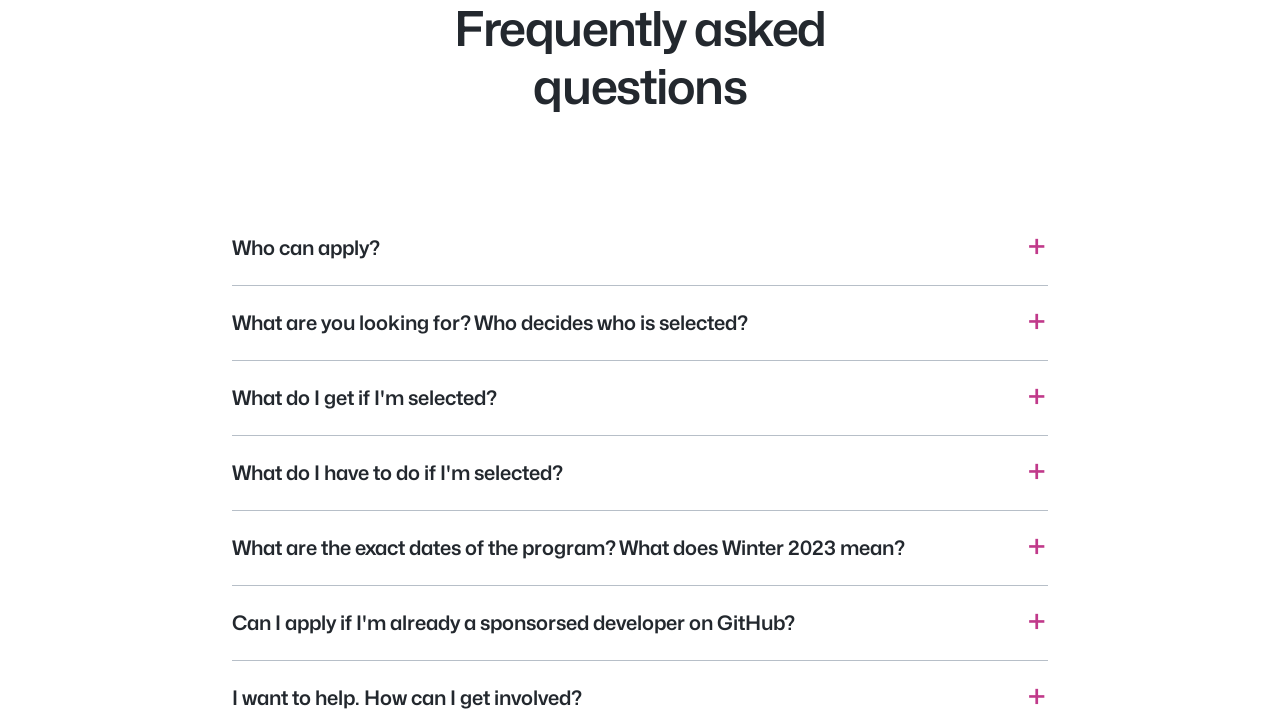 Frequently asked
questions
Who can apply?
What are you looking for? Who decides who is selected?
What do I get if I'm selected?
What do I have to do if I'm selected?
What are the exact dates of the program? What does Winter 2023 mean?
Can I apply if I'm already a sponsorsed developer on GitHub?
I want to help. How can I get involved?